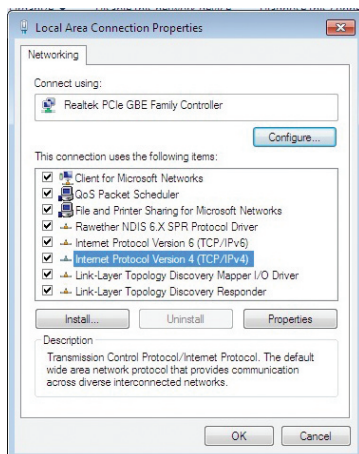 Local Area Connection Properties
Networking
Connect using:
Realtek PCIe GBE Family Controller
Configure...
This connection uses the following items:
Client for Microsoft Networks
QoS Packet Scheduler
File and Printer Sharing for Microsoft Networks
Rawether NDIS 6.X SPR Protocol Driver
Internet Protocol Version 6 (TCP/IPv6)
Internet Protocol Version 4 (TCP/IPv4)
Link-Layer Topology Discovery Mapper I/O Driver
Link-Layer Topology Discovery Responder
Install... Uninstall Properties
Description
Transmission Control Protocol/Internet Protocol. The default
wide area network protocol that provides communication
across diverse interconnected networks.
OK Cancel